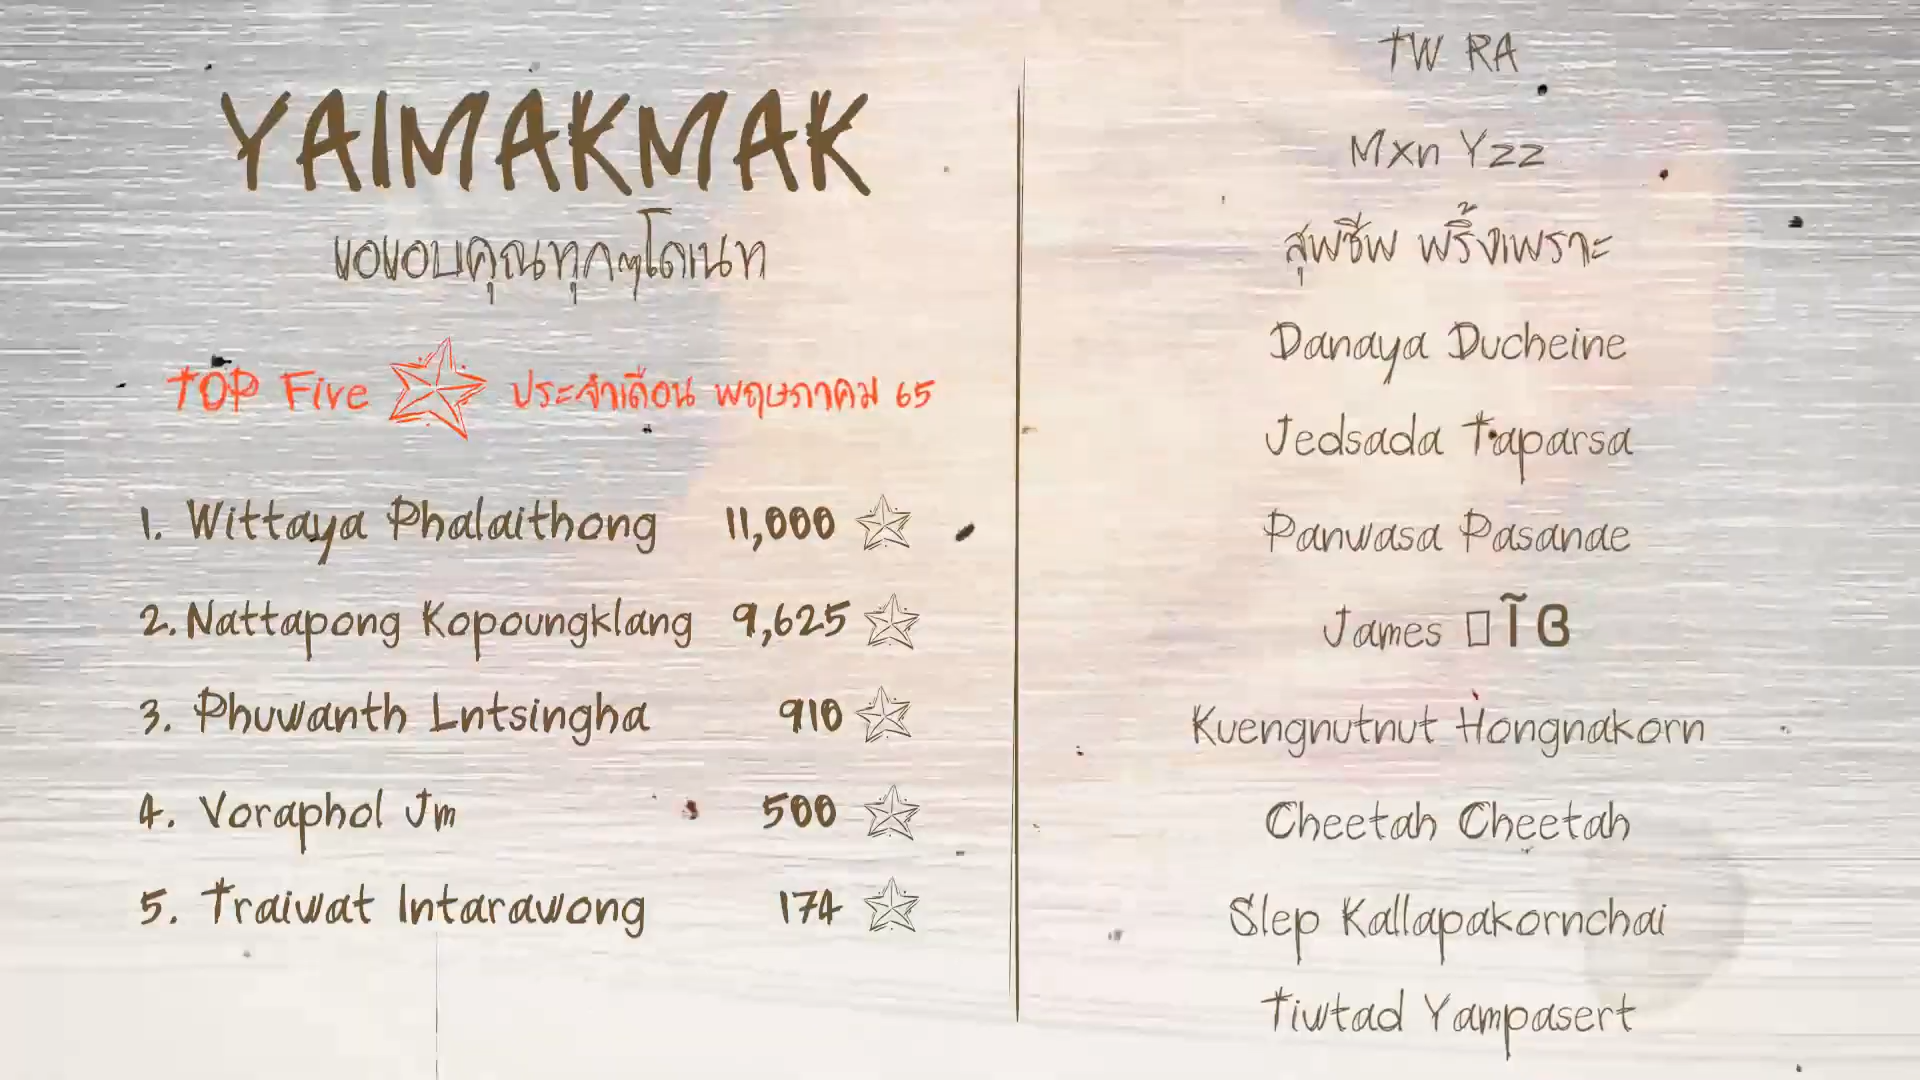 YAIMAKMAK
ขอขอบคุณทุกๆโดเนท
TOP Five ประจำเดือน พฤษภาคม 65
1. Wittaya Phalaithong 11,000
2. Nattapong Kopoungklang 9,625
3. Phuwanth Lntsingha 910
4. Voraphol Jm 500
5. Traiwat Intarawong 174
TW RA
Mxn Yzz
สุพชีพ พริ้งเพราะ
Danaya Ducheine
Jedsada Taparsa
Panwasa Pasanae
James
Kuengnutnut Hongnakorn
Cheetah Cheetah
Slep Kallapakornchai
Tiwtad Yampasert